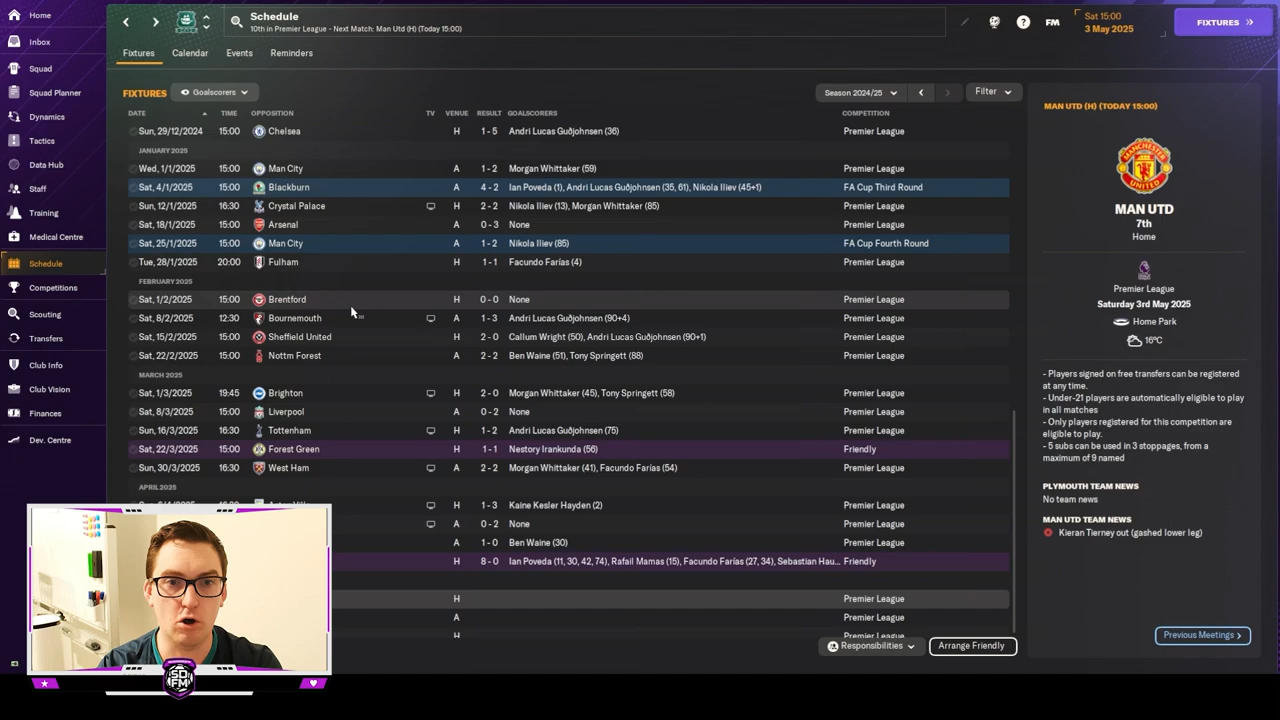 Home
Inbox
Squad
Squad Planner
Dynamics
Tactics
Data Hub
Staff
Training
Medical Centre
Schedule
Competitions
Scouting
Transfers
Club Info
Club Vision
Finances
Dev. Centre
Schedule
10th in Premier League - Next Match: Man Utd (H) (Today 15:00)
FM
Sat 15:00
3 May 2025
FIXTURES
Fixtures Calendar Events Reminders
FIXTURES Goalscorers Season 2024/25 Filter
DATE TIME OPPOSITION TV VENUE RESULT GOALSCORERS COMPETITION
Sun, 29/12/2024 15:00 Chelsea H 1 - 5 Andri Lucas Guðjohnsen (36) Premier League
JANUARY 2025
Wed, 1/1/2025 15:00 Man City A 1 - 2 Morgan Whittaker (59) Premier League
Sat, 4/1/2025 15:00 Blackburn A 4 - 2 Ian Poveda (1), Andri Lucas Guðjohnsen (35, 61), Nikola Iliev (45+1) FA Cup Third Round
Sun, 12/1/2025 16:30 Crystal Palace H 2 - 2 Nikola Iliev (13), Morgan Whittaker (85) Premier League
Sat, 18/1/2025 15:00 Arsenal A 0 - 3 None Premier League
Sat, 25/1/2025 15:00 Man City A 1 - 2 Nikola Iliev (85) FA Cup Fourth Round
Tue, 28/1/2025 20:00 Fulham H 1 - 1 Facundo Farías (4) Premier League
FEBRUARY 2025
Sat, 1/2/2025 15:00 Brentford H 0 - 0 None Premier League
Sat, 8/2/2025 12:30 Bournemouth A 1 - 3 Andri Lucas Guðjohnsen (90+4) Premier League
Sat, 15/2/2025 15:00 Sheffield United H 2 - 0 Callum Wright (50), Andri Lucas Guðjohnsen (90+1) Premier League
Sat, 22/2/2025 15:00 Nottm Forest A 2 - 2 Ben Waine (51), Tony Springett (88) Premier League
MARCH 2025
Sat, 1/3/2025 19:45 Brighton H 2 - 0 Morgan Whittaker (45), Tony Springett (58) Premier League
Sat, 8/3/2025 15:00 Liverpool A 0 - 2 None Premier League
Sun, 16/3/2025 16:30 Tottenham H 1 - 2 Andri Lucas Guðjohnsen (75) Premier League
Sat, 22/3/2025 15:00 Forest Green H 1 - 1 Nestory Irankunda (56) Friendly
Sun, 30/3/2025 16:30 West Ham A 2 - 2 Morgan Whittaker (41), Facundo Farías (54) Premier League
APRIL 2025
H 1 - 3 Kaine Kesler Hayden (2) Premier League
A 0 - 2 None Premier League
A 1 - 0 Ben Waine (30) Premier League
H 8 - 0 Ian Poveda (11, 30, 42, 74), Rafail Mamas (15), Facundo Farías (27, 34), Sebastian Hau... Friendly
H Premier League
A Premier League
H Premier League
Responsibilities Arrange Friendly
MAN UTD (H) (TODAY 15:00)
MANCHESTER
UNITED
MAN UTD
7th
Home
Premier League
Saturday 3rd May 2025
Home Park
16°C
- Players signed on free transfers can be registered
at any time.
- Under-21 players are automatically eligible to play
in all matches
- Only players registered for this competition are
eligible to play.
- 5 subs can be used in 3 stoppages, from a
maximum of 9 named
PLYMOUTH TEAM NEWS
No team news
MAN UTD TEAM NEWS
Kieran Tierney out (gashed lower leg)
Previous Meetings
SD
FM